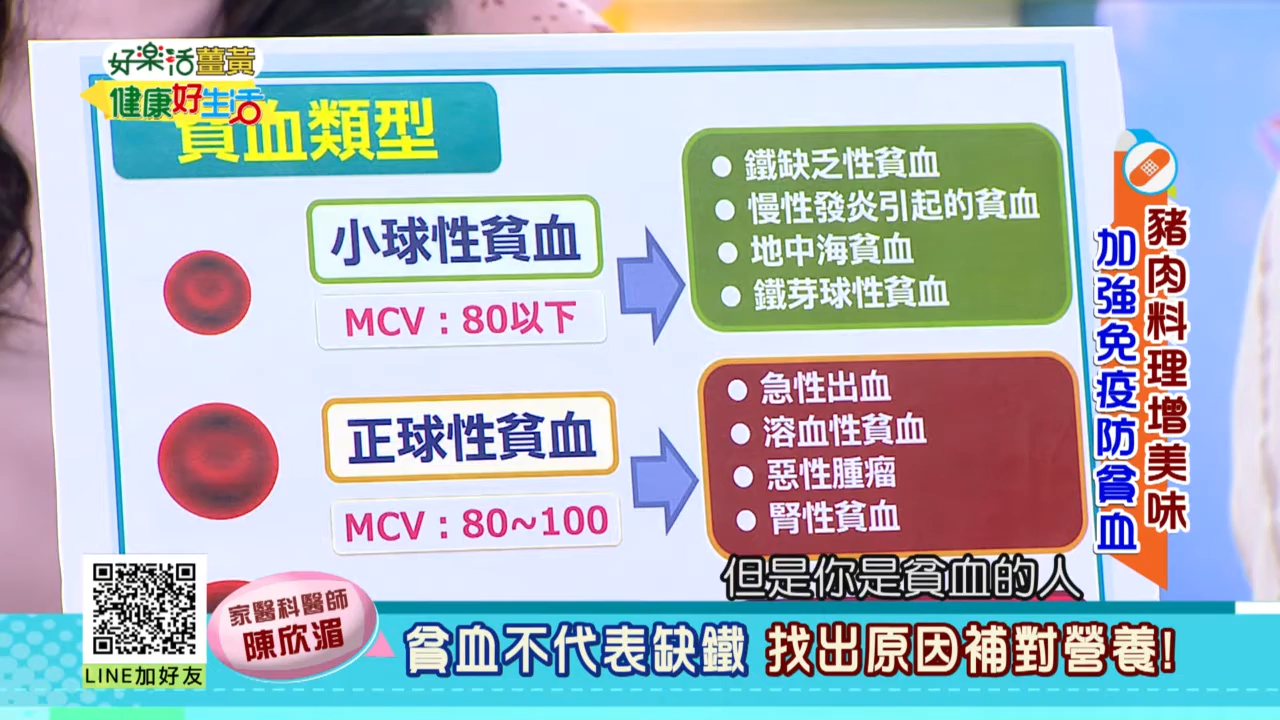 好樂活薑黃
健康好生活
貧血類型
小球性貧血
MCV：80以下
鐵缺乏性貧血
慢性發炎引起的貧血
地中海貧血
鐵芽球性貧血
正球性貧血
MCV：80~100
急性出血
溶血性貧血
惡性腫瘤
腎性貧血
豬肉料理增美味
加強免疫防貧血
但是你是貧血的人
LINE加好友
家醫科醫師
陳欣湄
貧血不代表缺鐵 找出原因補對營養!